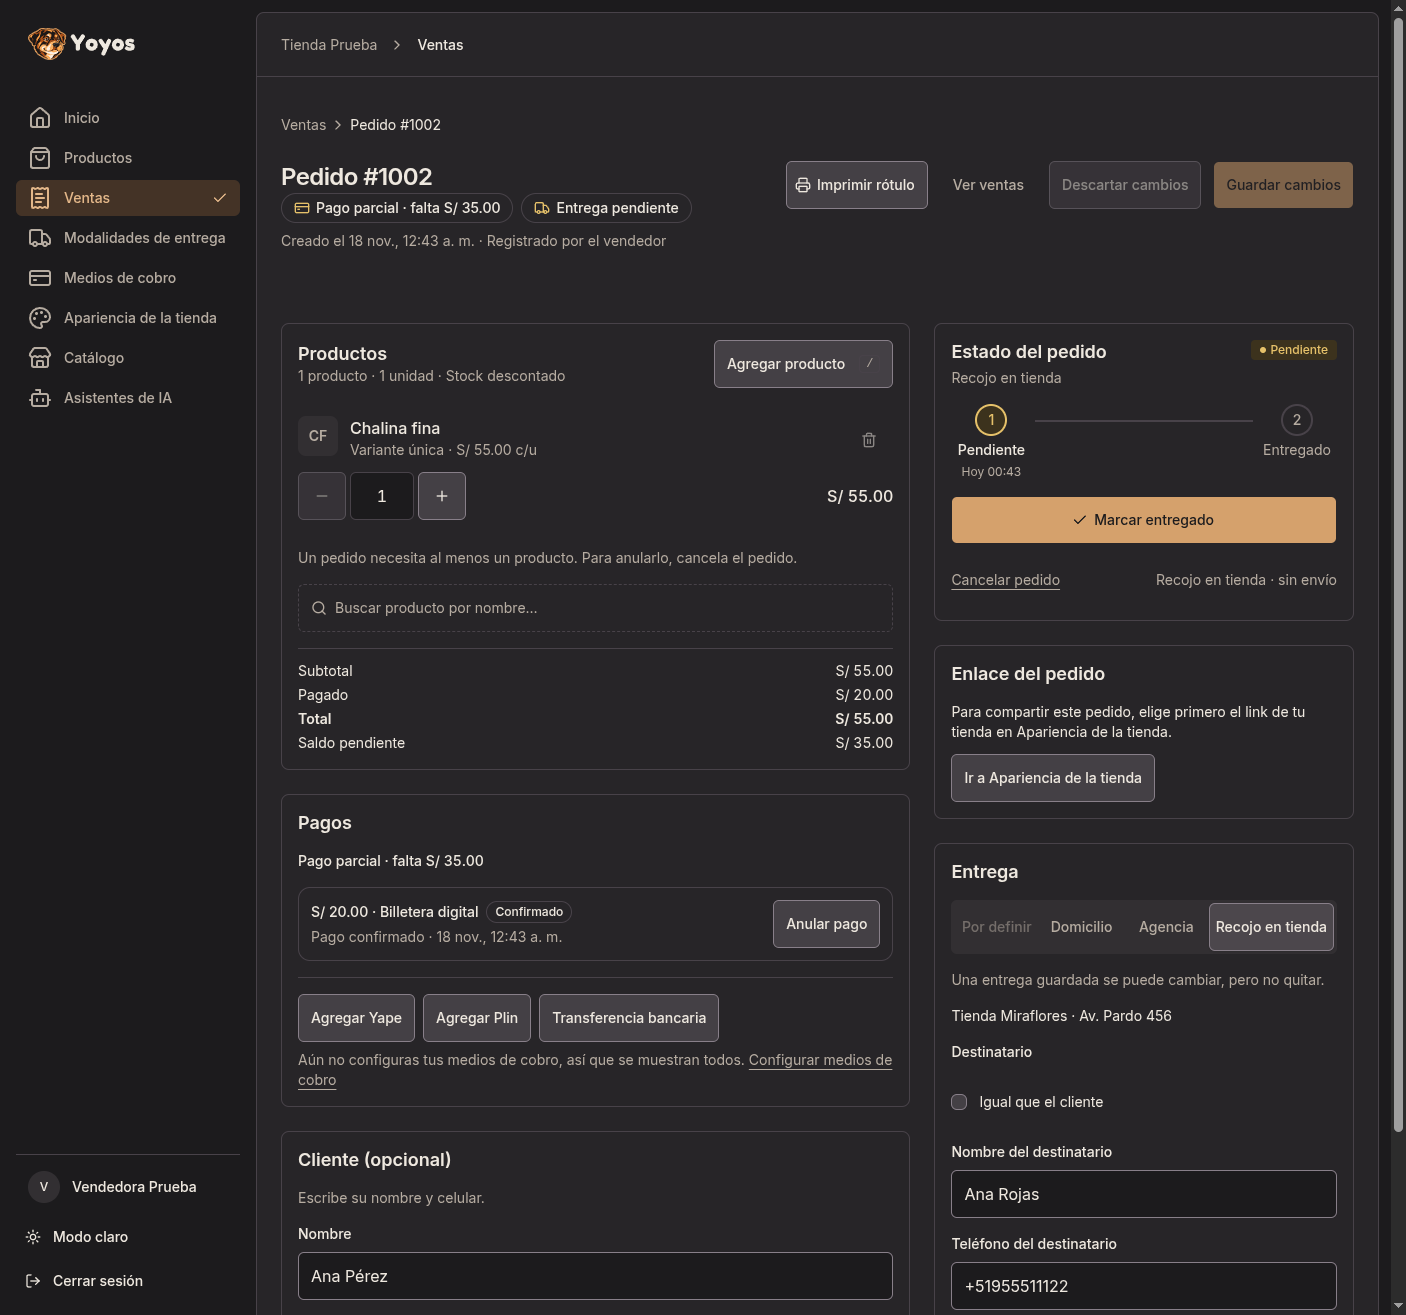 Yoyos
Inicio
Productos
Ventas
Modalidades de entrega
Medios de cobro
Apariencia de la tienda
Catálogo
Asistentes de IA
V
Vendedora Prueba
Modo claro
Cerrar sesión
Tienda Prueba > Ventas
Ventas > Pedido #1002
Pedido #1002
Pago parcial · falta S/ 35.00
Entrega pendiente
Creado el 18 nov., 12:43 a. m. · Registrado por el vendedor
Imprimir rótulo
Ver ventas
Descartar cambios
Guardar cambios
Productos
1 producto · 1 unidad · Stock descontado
Agregar producto /
CF
Chalina fina
Variante única · S/ 55.00 c/u
− 1 +
S/ 55.00
Un pedido necesita al menos un producto. Para anularlo, cancela el pedido.
Buscar producto por nombre...
Subtotal S/ 55.00
Pagado S/ 20.00
Total S/ 55.00
Saldo pendiente S/ 35.00
Pagos
Pago parcial · falta S/ 35.00
S/ 20.00 · Billetera digital Confirmado
Pago confirmado · 18 nov., 12:43 a. m.
Anular pago
Agregar Yape
Agregar Plin
Transferencia bancaria
Aún no configuras tus medios de cobro, así que se muestran todos. Configurar medios de
cobro
Cliente (opcional)
Escribe su nombre y celular.
Nombre
Ana Pérez
Estado del pedido
Pendiente
Recojo en tienda
1
2
Pendiente
Entregado
Hoy 00:43
Marcar entregado
Cancelar pedido
Recojo en tienda · sin envío
Enlace del pedido
Para compartir este pedido, elige primero el link de tu
tienda en Apariencia de la tienda.
Ir a Apariencia de la tienda
Entrega
Por definir
Domicilio
Agencia
Recojo en tienda
Una entrega guardada se puede cambiar, pero no quitar.
Tienda Miraflores · Av. Pardo 456
Destinatario
Igual que el cliente
Nombre del destinatario
Ana Rojas
Teléfono del destinatario
+51955511122